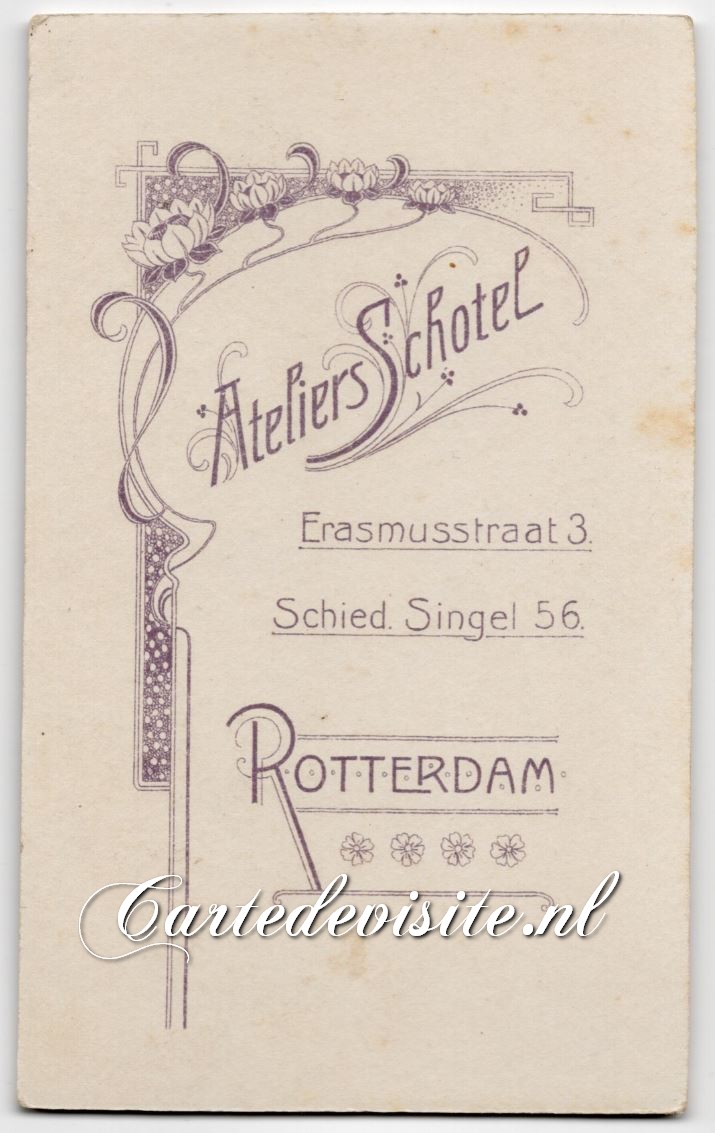 Ateliers Schotel
Erasmusstraat 3.
Schied. Singel 56.
ROTTERDAM
Cartedevisite.nl